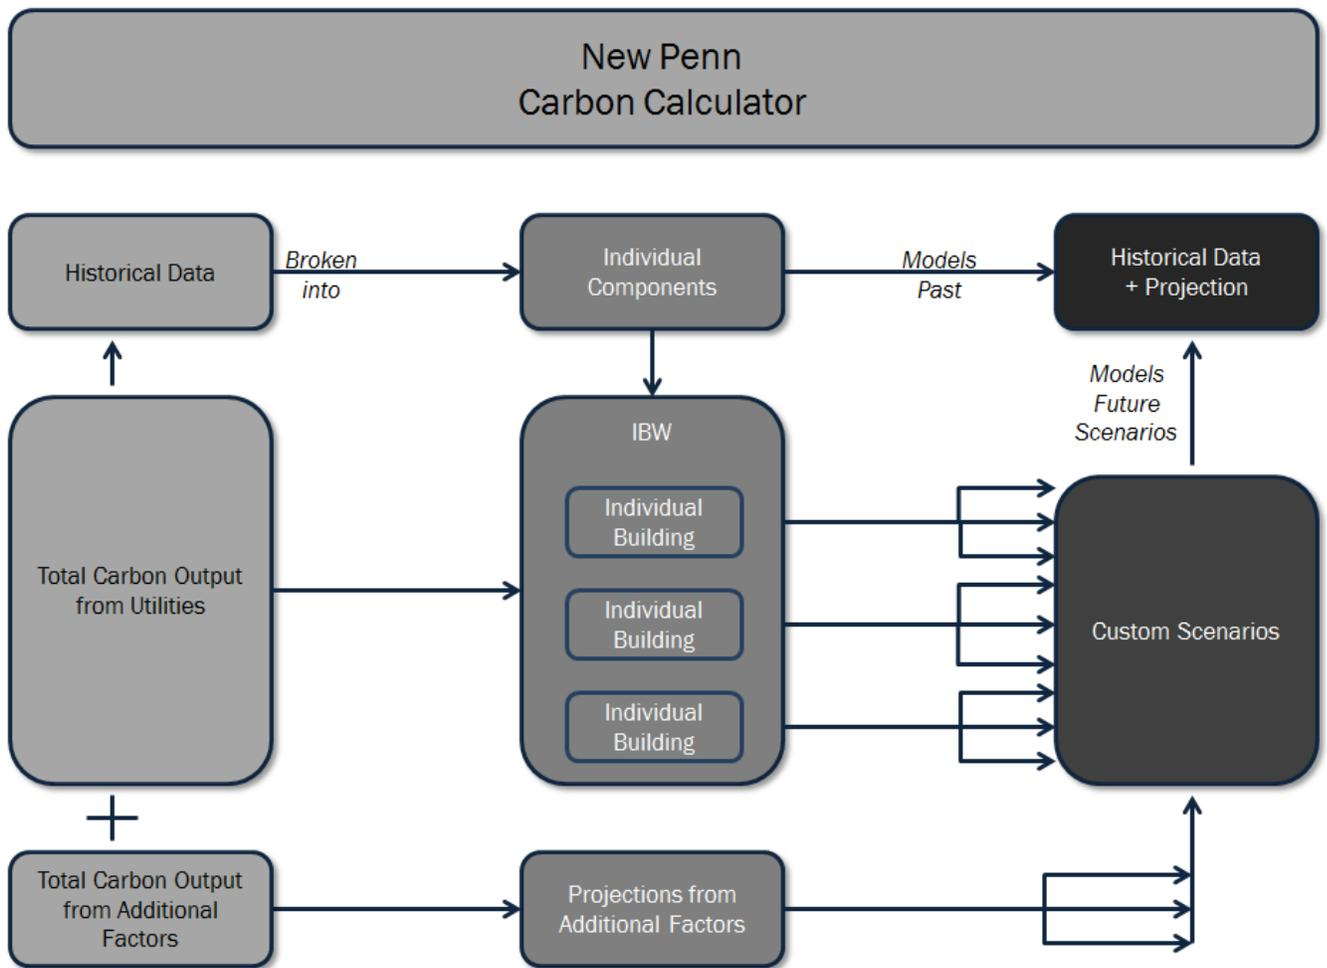 New Penn
Carbon Calculator
Historical Data
Broken
into
Individual
Components
Models
Past
Historical Data
+ Projection
Models
Future
Scenarios
Total Carbon Output
from Utilities
IBW
Individual
Building
Individual
Building
Individual
Building
Custom Scenarios
Total Carbon Output
from Additional
Factors
Projections from
Additional Factors